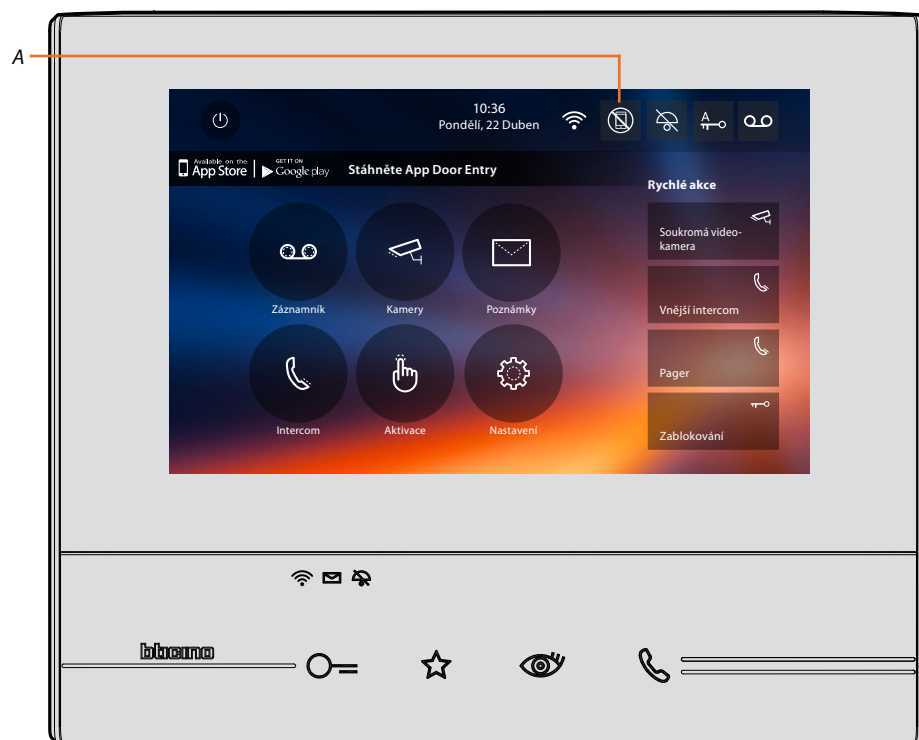 A
10:36
Pondělí, 22 Duben
A
Available on the
App Store
GET IT ON
Google play
Stáhněte App Door Entry
Rychlé akce
Soukromá video-
kamera
Záznamník
Kamery
Poznámky
Vnější intercom
Pager
Intercom
Aktivace
Nastavení
Zablokování
bticino